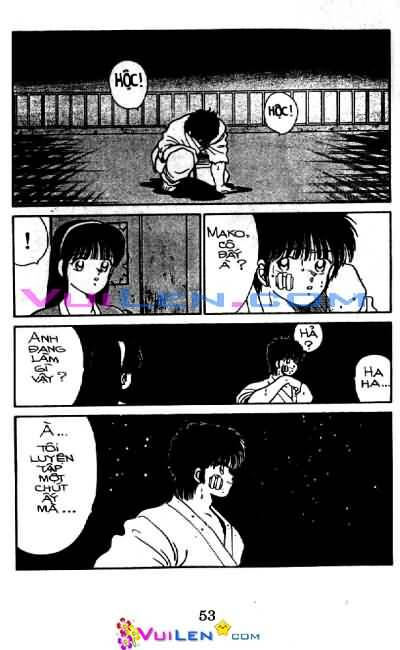 HỘC!
HỘC!
!
MAKO,
CÔ
ĐẤY
À?
VUILEN.COM
ANH
ĐANG
LÀM
GÌ
VẬY?
HẢ?
HA
HA...
À...
TÔI
LUYỆN
TẬP
MỘT
CHÚT
ẤY
MÀ...
53
VUILEN.COM